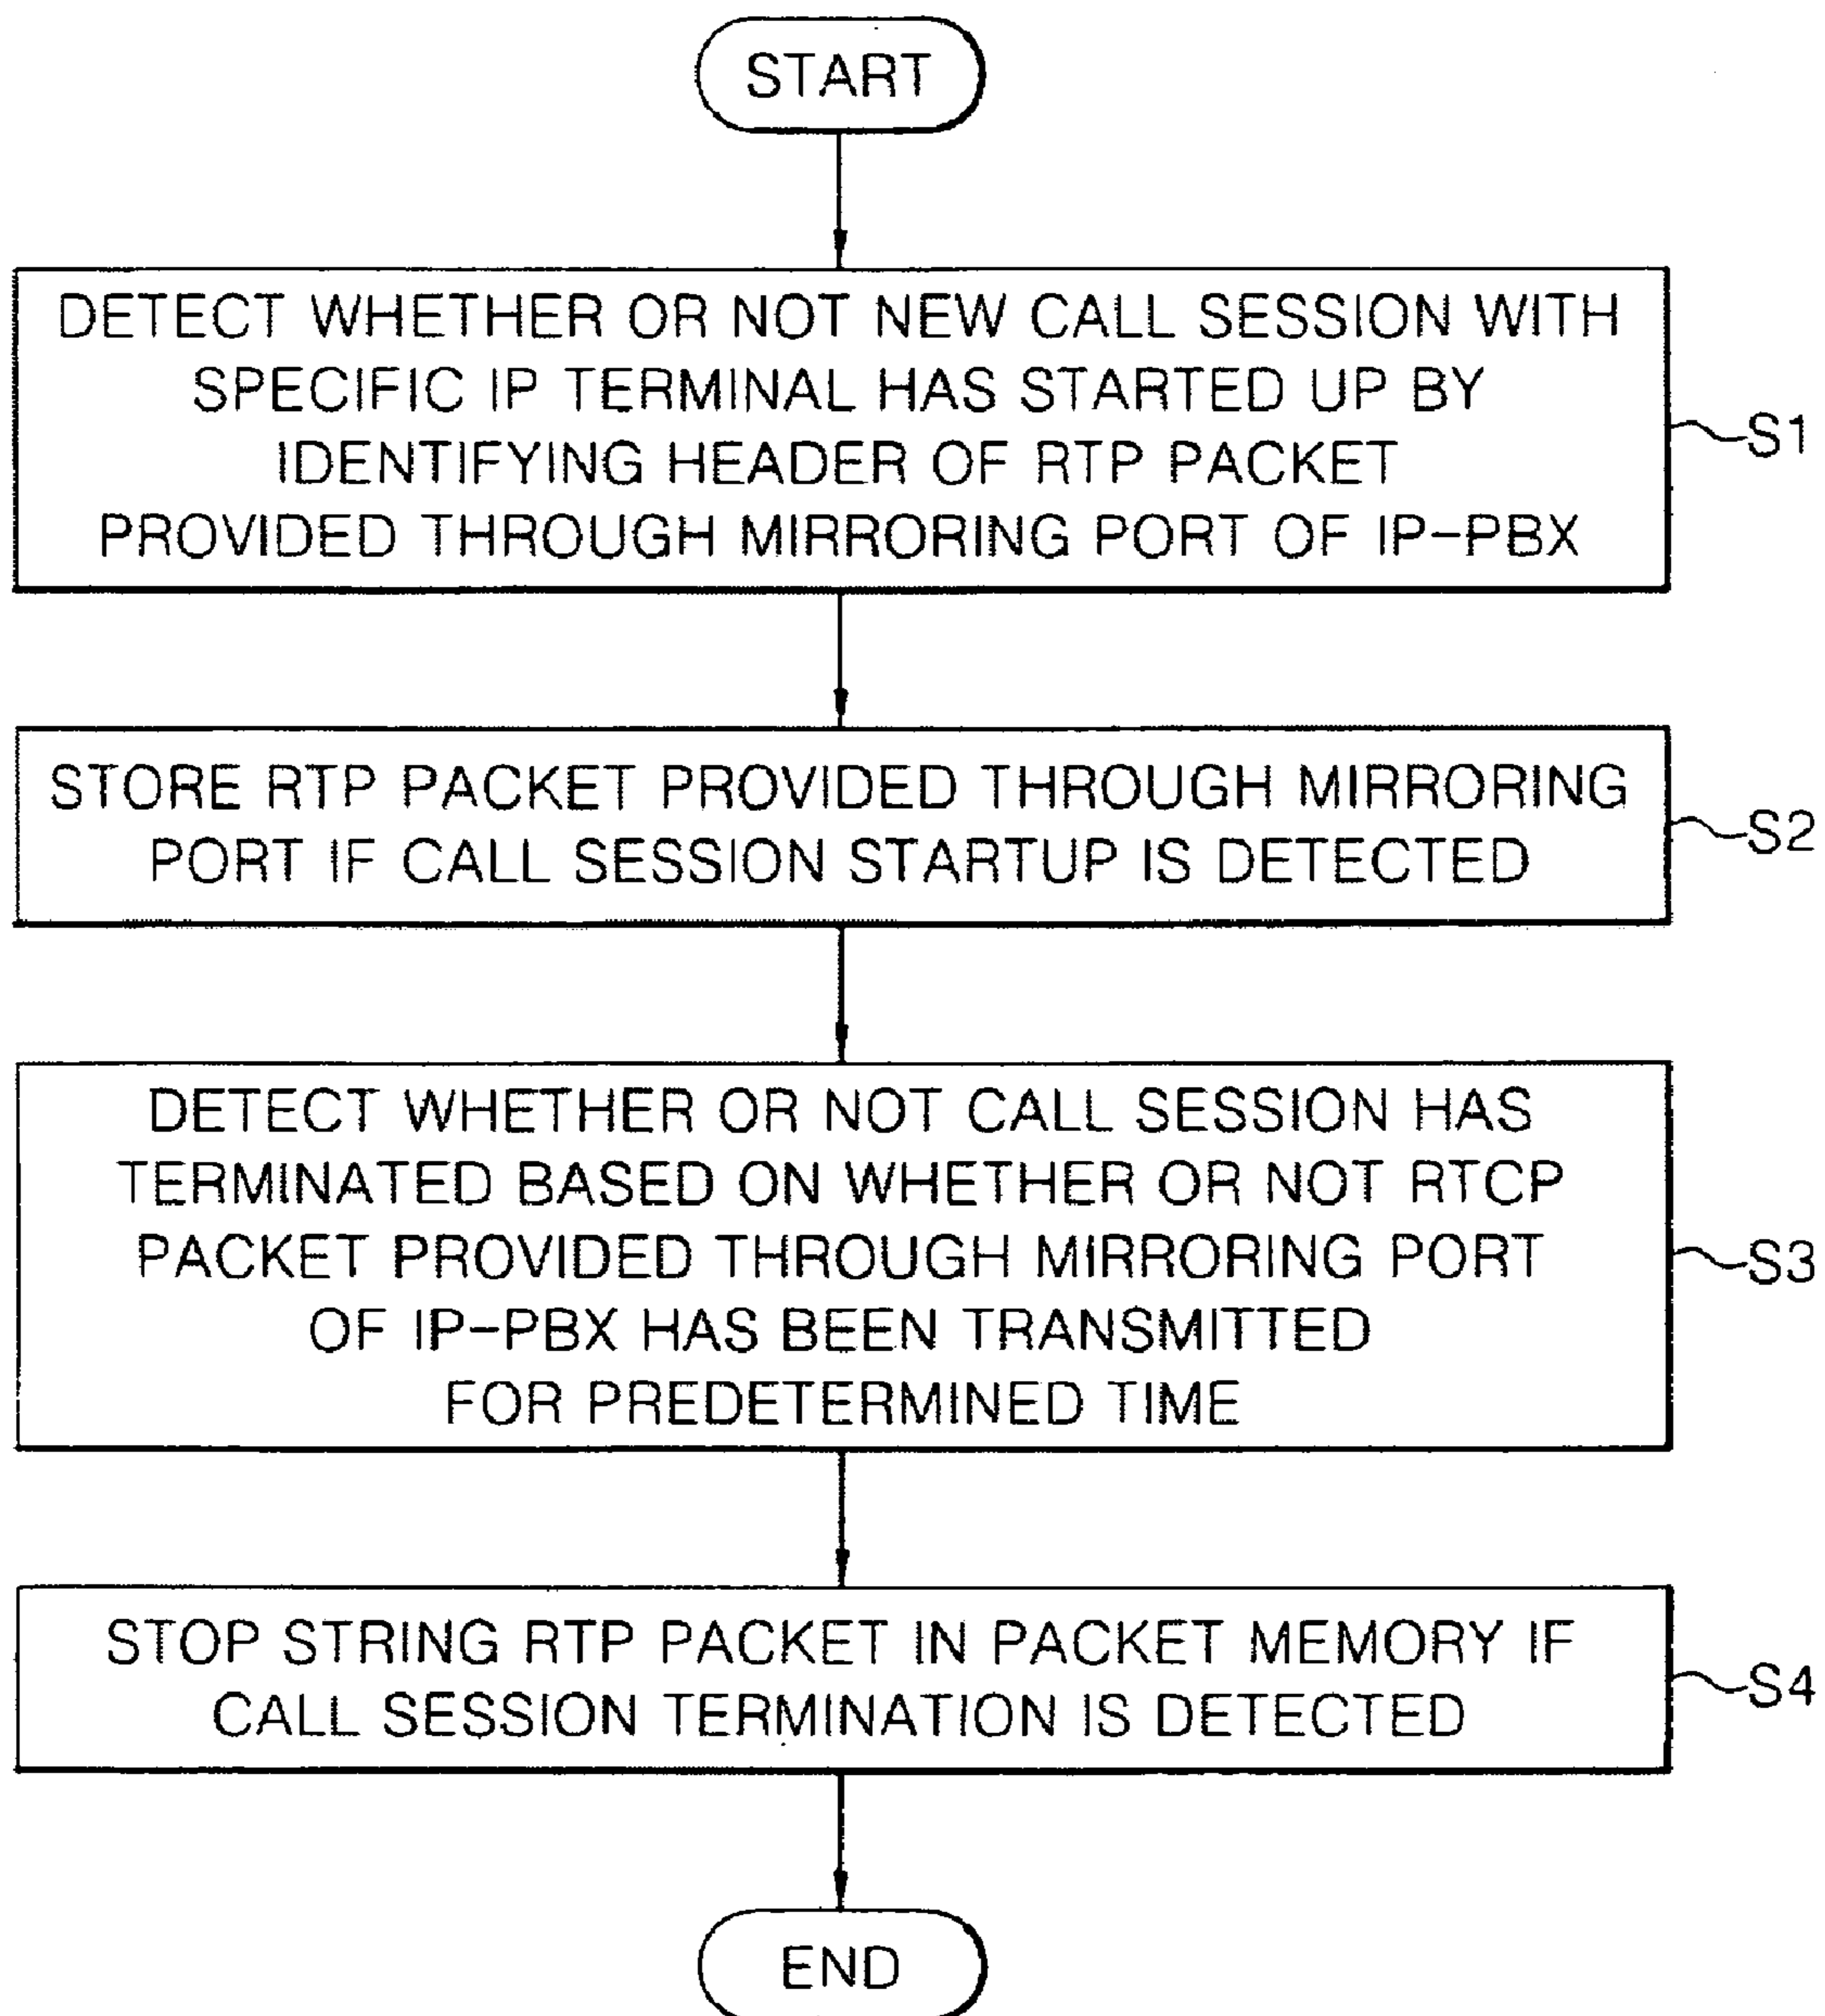 START
DETECT WHETHER OR NOT NEW CALL SESSION WITH
SPECIFIC IP TERMINAL HAS STARTED UP BY
IDENTIFYING HEADER OF RTP PACKET
PROVIDED THROUGH MIRRORING PORT OF IP-PBX
S1
STORE RTP PACKET PROVIDED THROUGH MIRRORING
PORT IF CALL SESSION STARTUP IS DETECTED
S2
DETECT WHETHER OR NOT CALL SESSION HAS
TERMINATED BASED ON WHETHER OR NOT RTCP
PACKET PROVIDED THROUGH MIRRORING PORT
OF IP-PBX HAS BEEN TRANSMITTED
FOR PREDETERMINED TIME
S3
STOP STRING RTP PACKET IN PACKET MEMORY IF
CALL SESSION TERMINATION IS DETECTED
S4
END